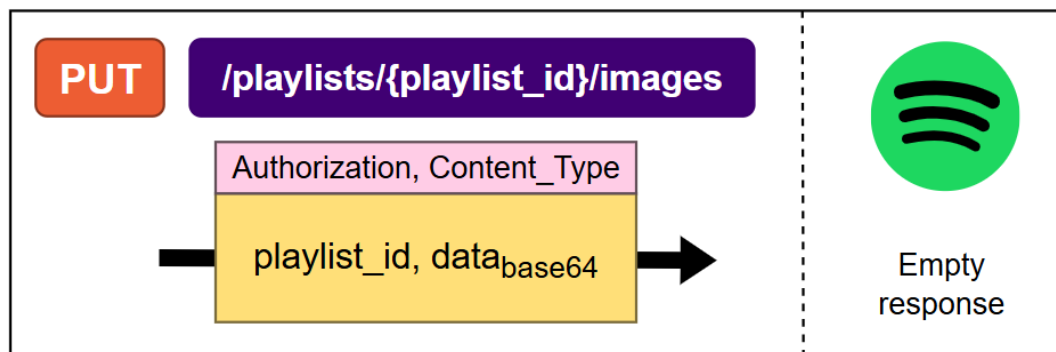 PUT
/playlists/{playlist_id}/images
Authorization, Content_Type
playlist_id, data_base64
Empty
response